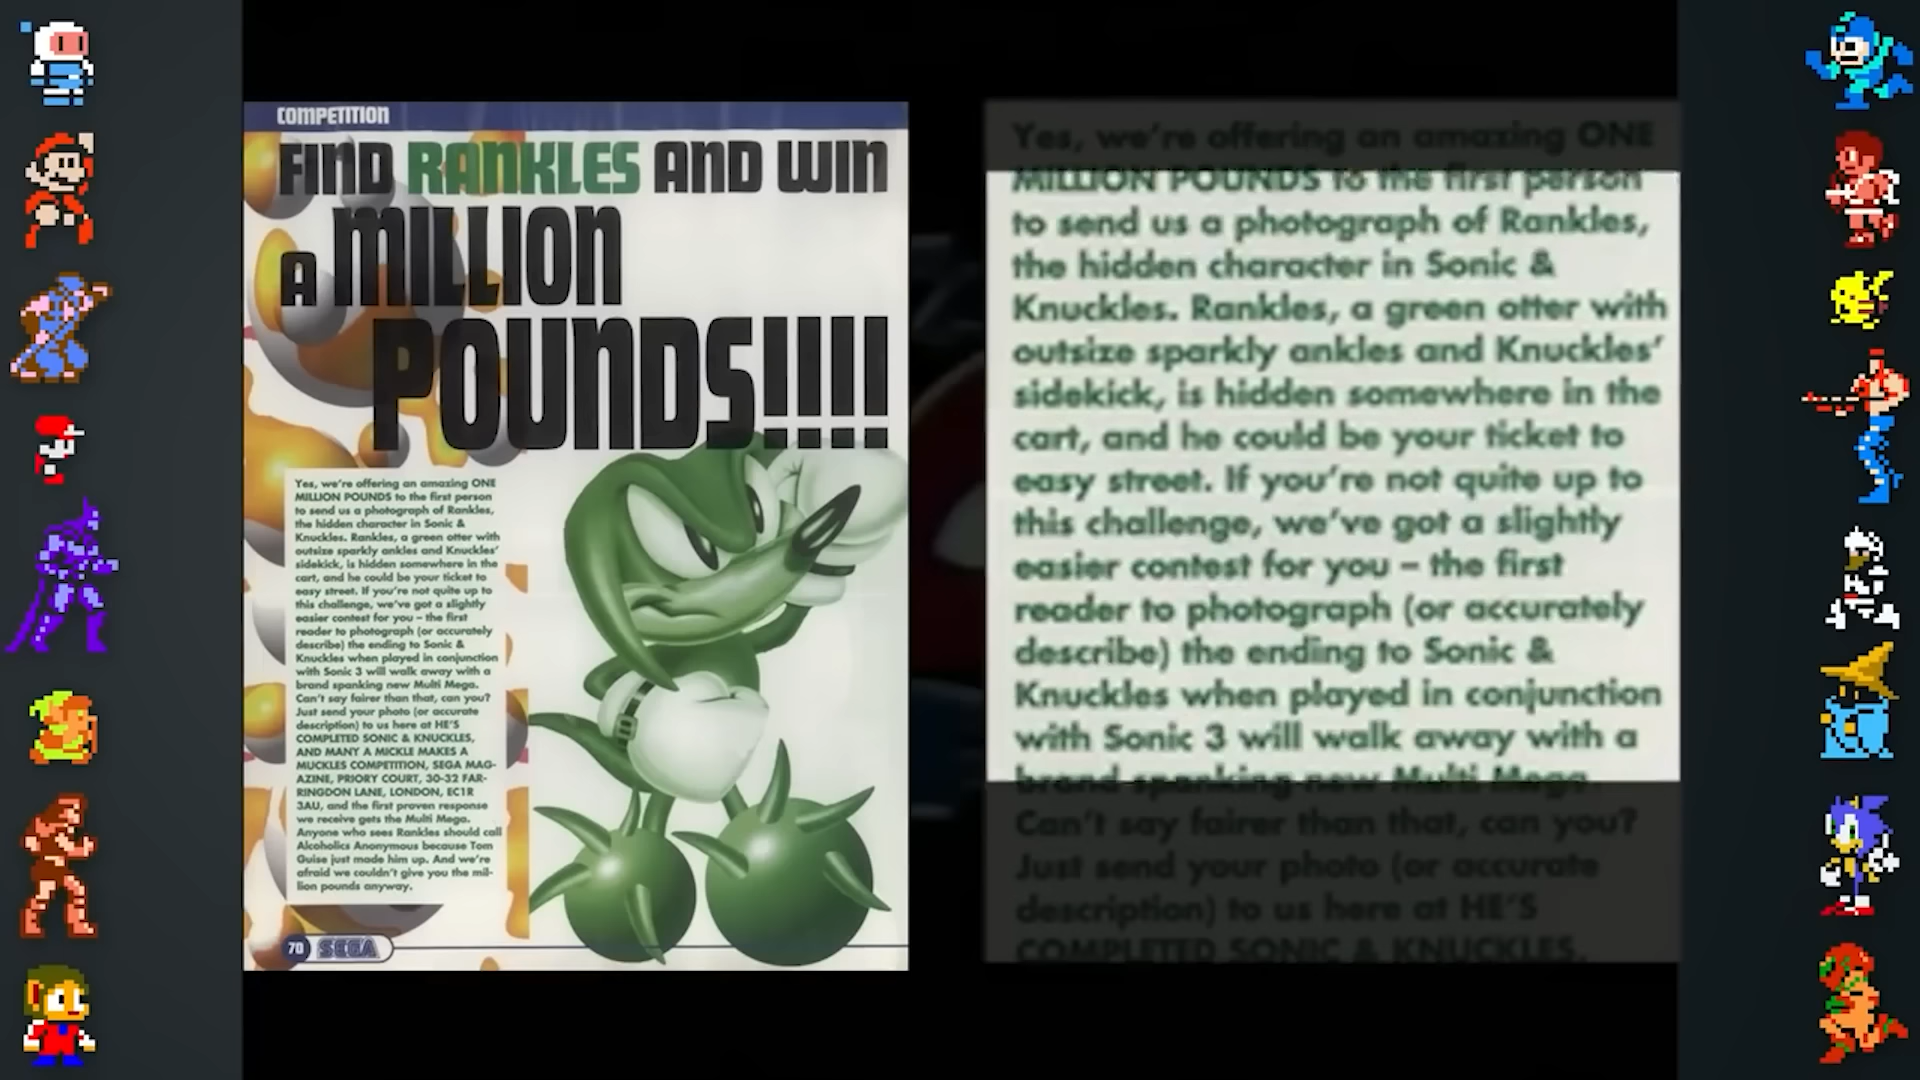 COMPETITION
FIND RANKLES AND WIN
A MILLION
POUNDS!!!!
Yes, we're offering an amazing ONE
MILLION POUNDS to the first person
to send us a photograph of Rankles,
the hidden character in Sonic &
Knuckles. Rankles, a green otter with
outsize sparkly ankles and Knuckles'
sidekick, is hidden somewhere in the
cart, and he could be your ticket to
easy street. If you're not quite up to
this challenge, we've got a slightly
easier contest for you – the first
reader to photograph (or accurately
describe) the ending to Sonic &
Knuckles when played in conjunction
with Sonic 3 will walk away with a
brand spanking new Multi Mega.
Can't say fairer than that, can you?
Just send your photo (or accurate
description) to us here at HE'S
COMPLETED SONIC & KNUCKLES,
AND MANY A MICKLE MAKES A
MUCKLES COMPETITION, SEGA MAG-
AZINE, PRIORY COURT, 30-32 FAR-
RINGDON LANE, LONDON, EC1R
3AU, and the first proven response
we receive gets the Multi Mega.
Anyone who sees Rankles should call
Alcoholics Anonymous because Tom
Guise just made him up. And we're
afraid we couldn't give you the mil-
lion pounds anyway.
70 SEGA
Yes, we're offering an amazing ONE
MILLION POUNDS to the first person
to send us a photograph of Rankles,
the hidden character in Sonic &
Knuckles. Rankles, a green otter with
outsize sparkly ankles and Knuckles'
sidekick, is hidden somewhere in the
cart, and he could be your ticket to
easy street. If you're not quite up to
this challenge, we've got a slightly
easier contest for you – the first
reader to photograph (or accurately
describe) the ending to Sonic &
Knuckles when played in conjunction
with Sonic 3 will walk away with a
brand spanking new Multi Mega.
Can't say fairer than that, can you?
Just send your photo (or accurate
description) to us here at HE'S
COMPLETED SONIC & KNUCKLES,